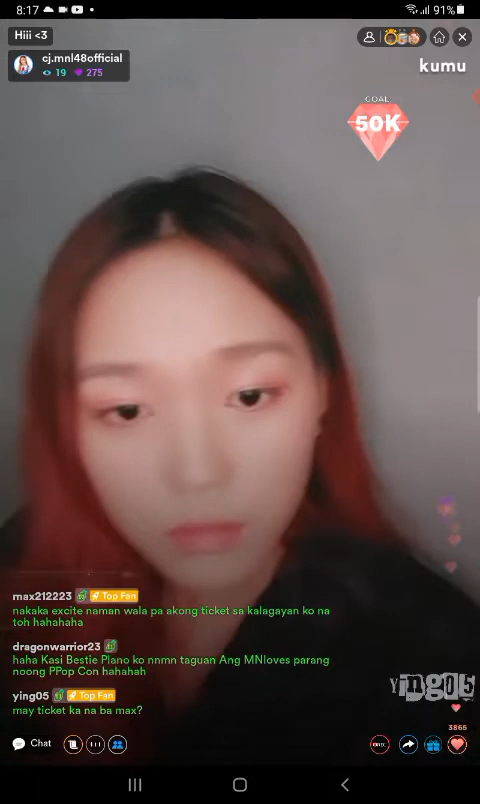 8:17 91%
Hiii <3
cj.mnl48official
19 275
kumu
GOAL:
50K
max212223 Top Fan
nakaka excite naman wala pa akong ticket sa kalagayan ko na
toh hahahaha
dragonwarrior23
haha Kasi Bestie Plano ko nnmn taguan Ang MNloves parang
noong PPop Con hahahah
ying05 Top Fan
may ticket ka na ba max?
Ying05
3865
Chat